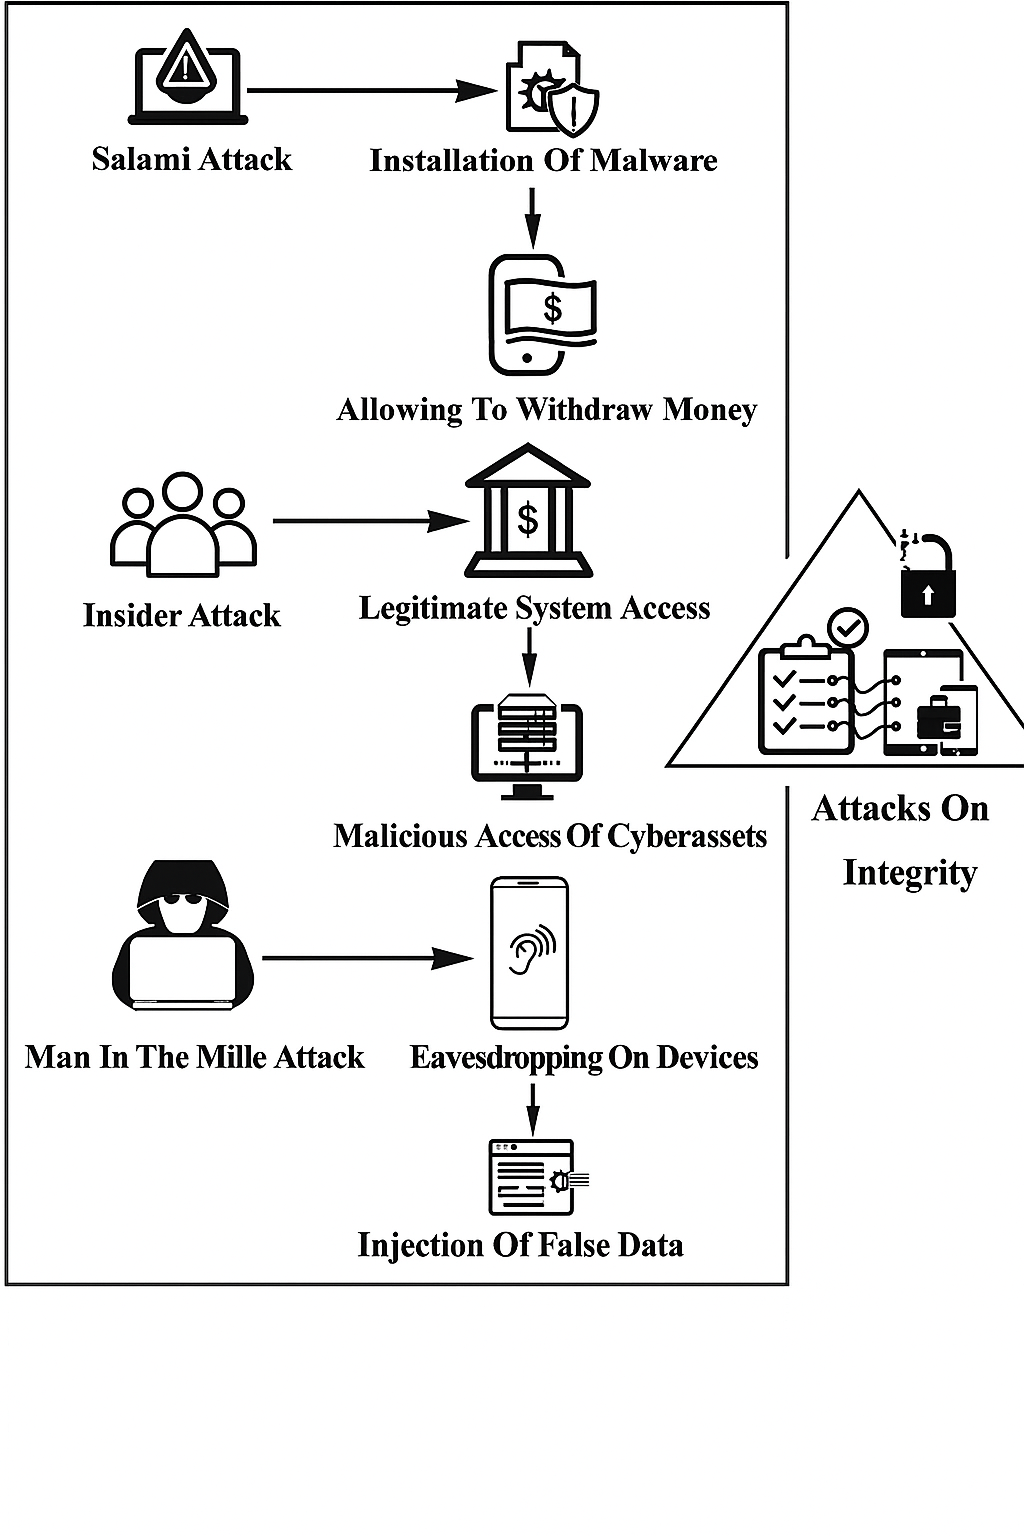 Salami Attack
Installation Of Malware
$
Allowing To Withdraw Money
$
Insider Attack
Legitimate System Access
Malicious Access Of Cyberassets
Attacks On
Integrity
Man In The Mille Attack
Eavesdropping On Devices
Injection Of False Data